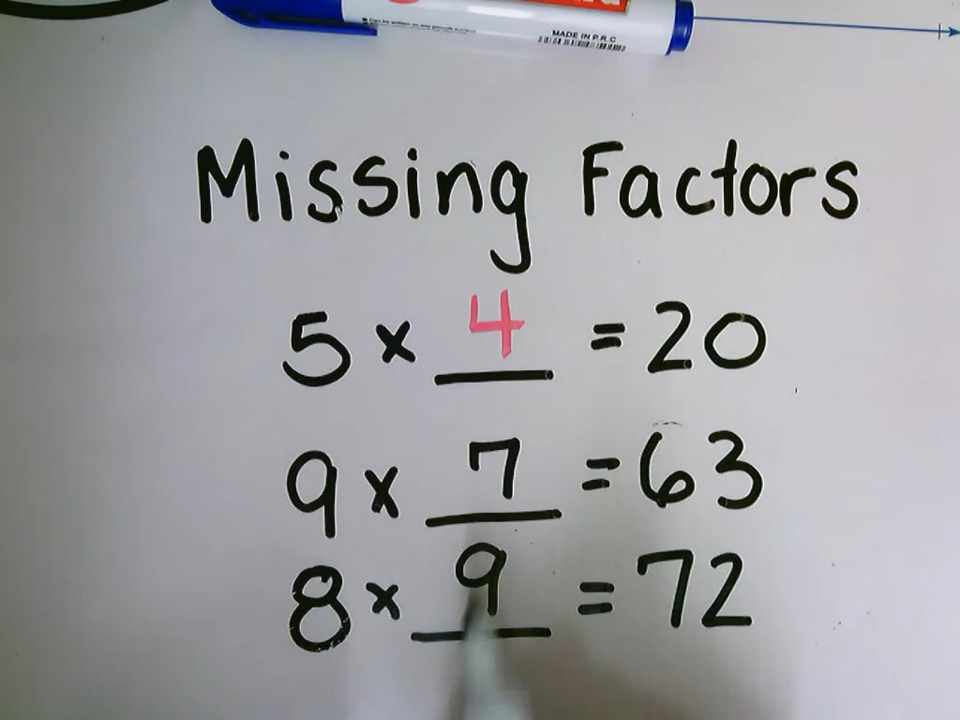 MADE IN P.R.C
Missing Factors
5 × 4 = 20
9 × 7 = 63
8 × 9 = 72